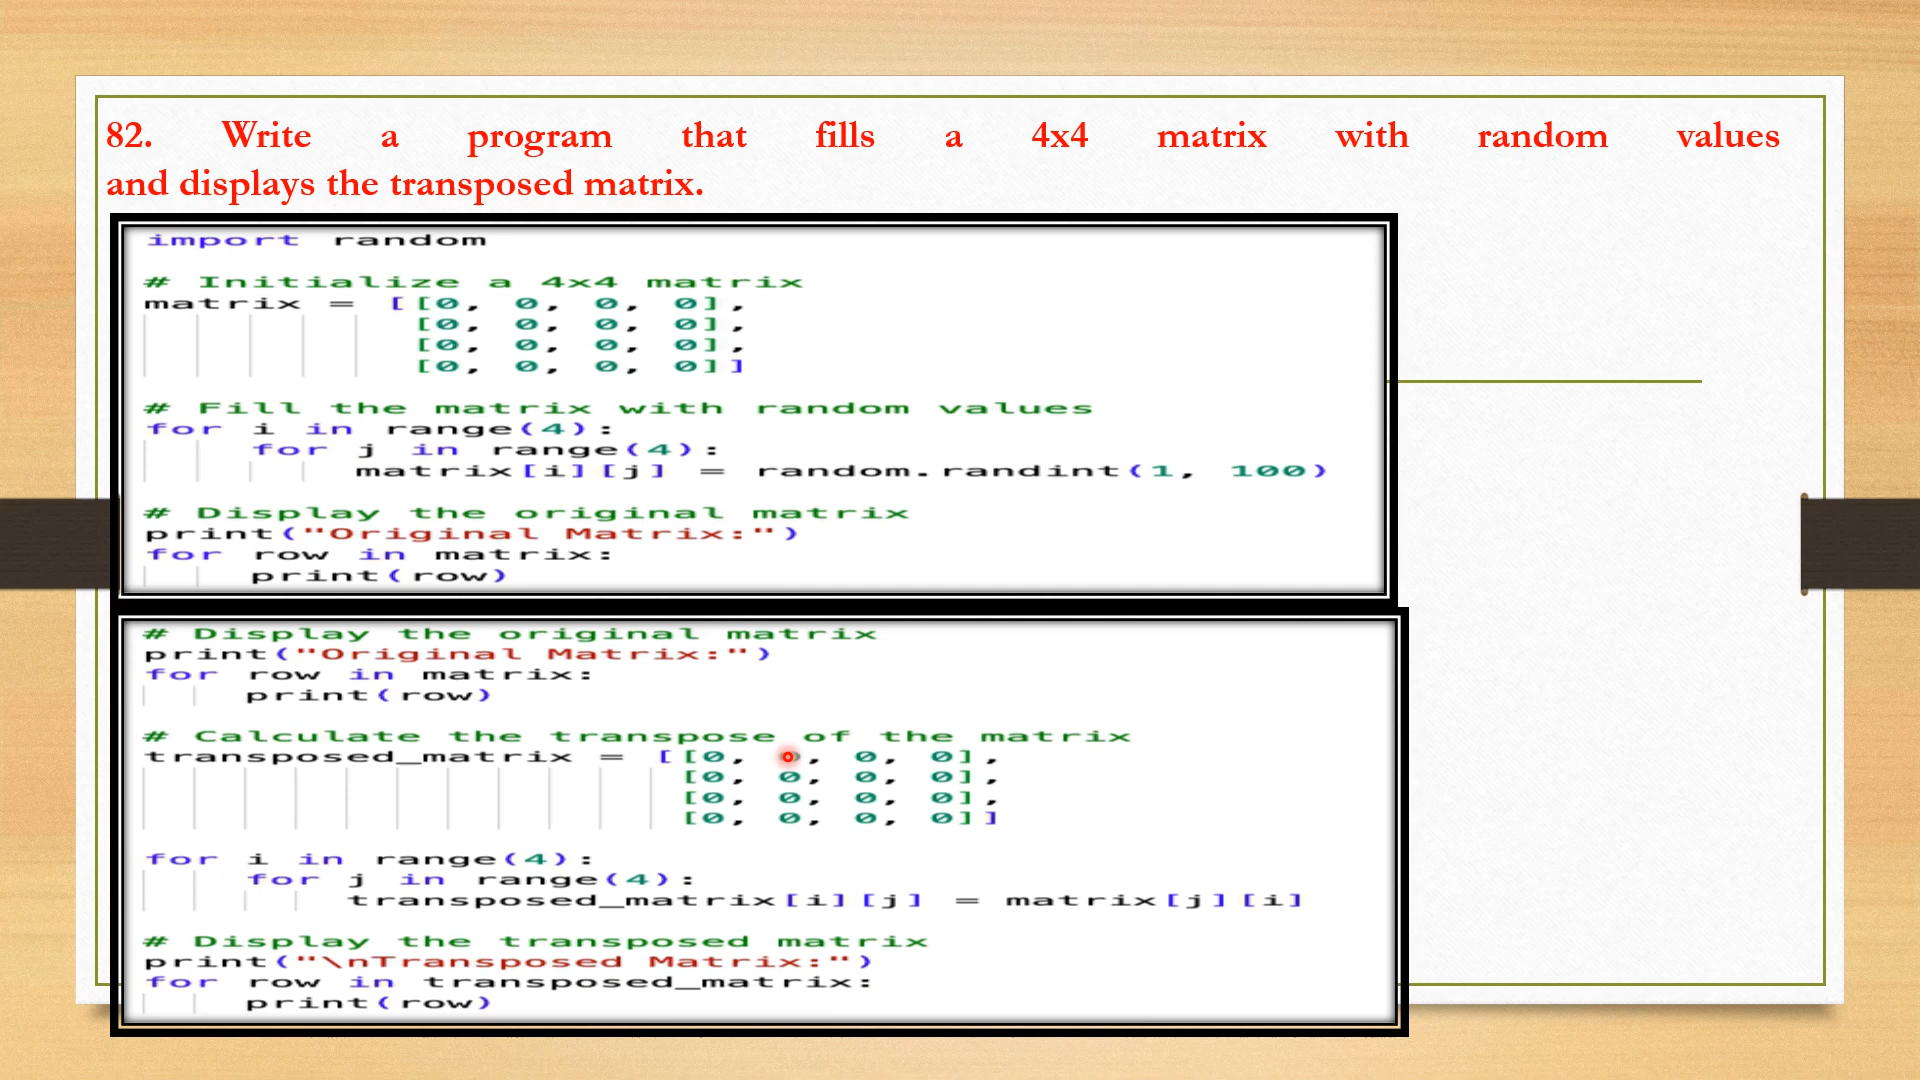 82. Write a program that fills a 4x4 matrix with random values
and displays the transposed matrix.
import random
# Initialize a 4x4 matrix
matrix = [[0, 0, 0, 0],
[0, 0, 0, 0],
[0, 0, 0, 0],
[0, 0, 0, 0]]
# Fill the matrix with random values
for i in range(4):
for j in range(4):
matrix[i][j] = random.randint(1, 100)
# Display the original matrix
print("Original Matrix:")
for row in matrix:
print(row)
# Display the original matrix
print("Original Matrix:")
for row in matrix:
print(row)
# Calculate the transpose of the matrix
transposed_matrix = [[0, 0, 0, 0],
[0, 0, 0, 0],
[0, 0, 0, 0],
[0, 0, 0, 0]]
for i in range(4):
for j in range(4):
transposed_matrix[i][j] = matrix[j][i]
# Display the transposed matrix
print("\nTransposed Matrix:")
for row in transposed_matrix:
print(row)